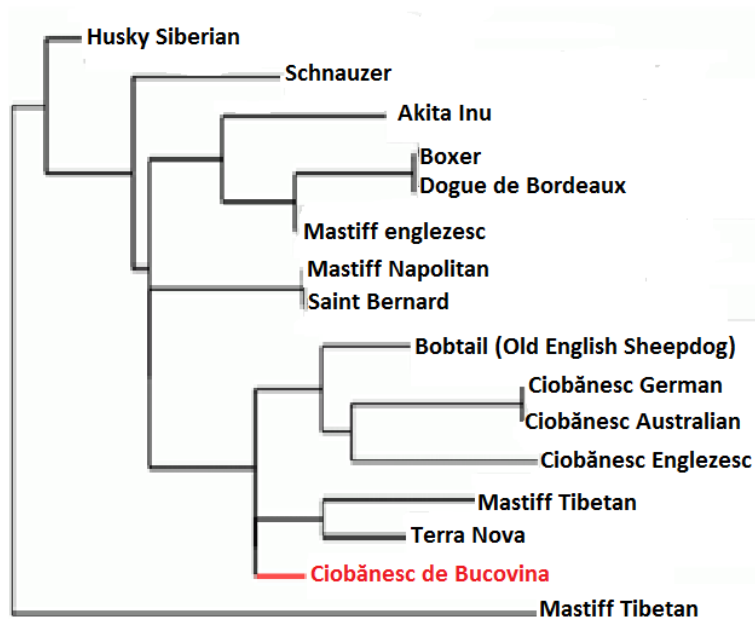 Husky Siberian
Schnauzer
Akita Inu
Boxer
Dogue de Bordeaux
Mastiff englezesc
Mastiff Napolitan
Saint Bernard
Bobtail (Old English Sheepdog)
Ciobănesc German
Ciobănesc Australian
Ciobănesc Englezesc
Mastiff Tibetan
Terra Nova
Ciobănesc de Bucovina
Mastiff Tibetan